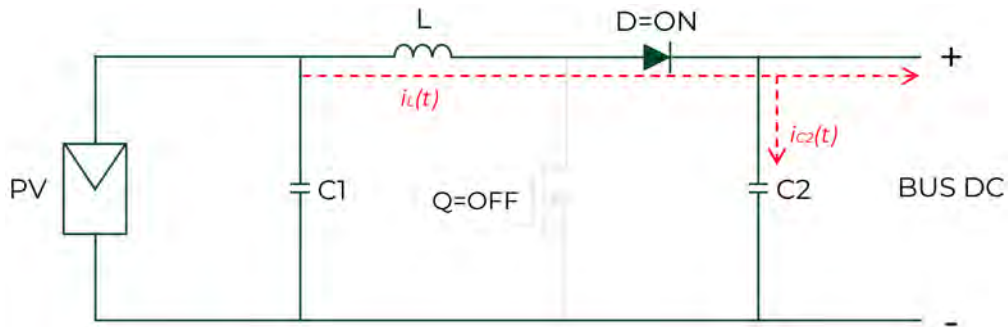 L
D=ON
+
iL(t)
iC2(t)
PV
C1
Q=OFF
C2
BUS DC
-